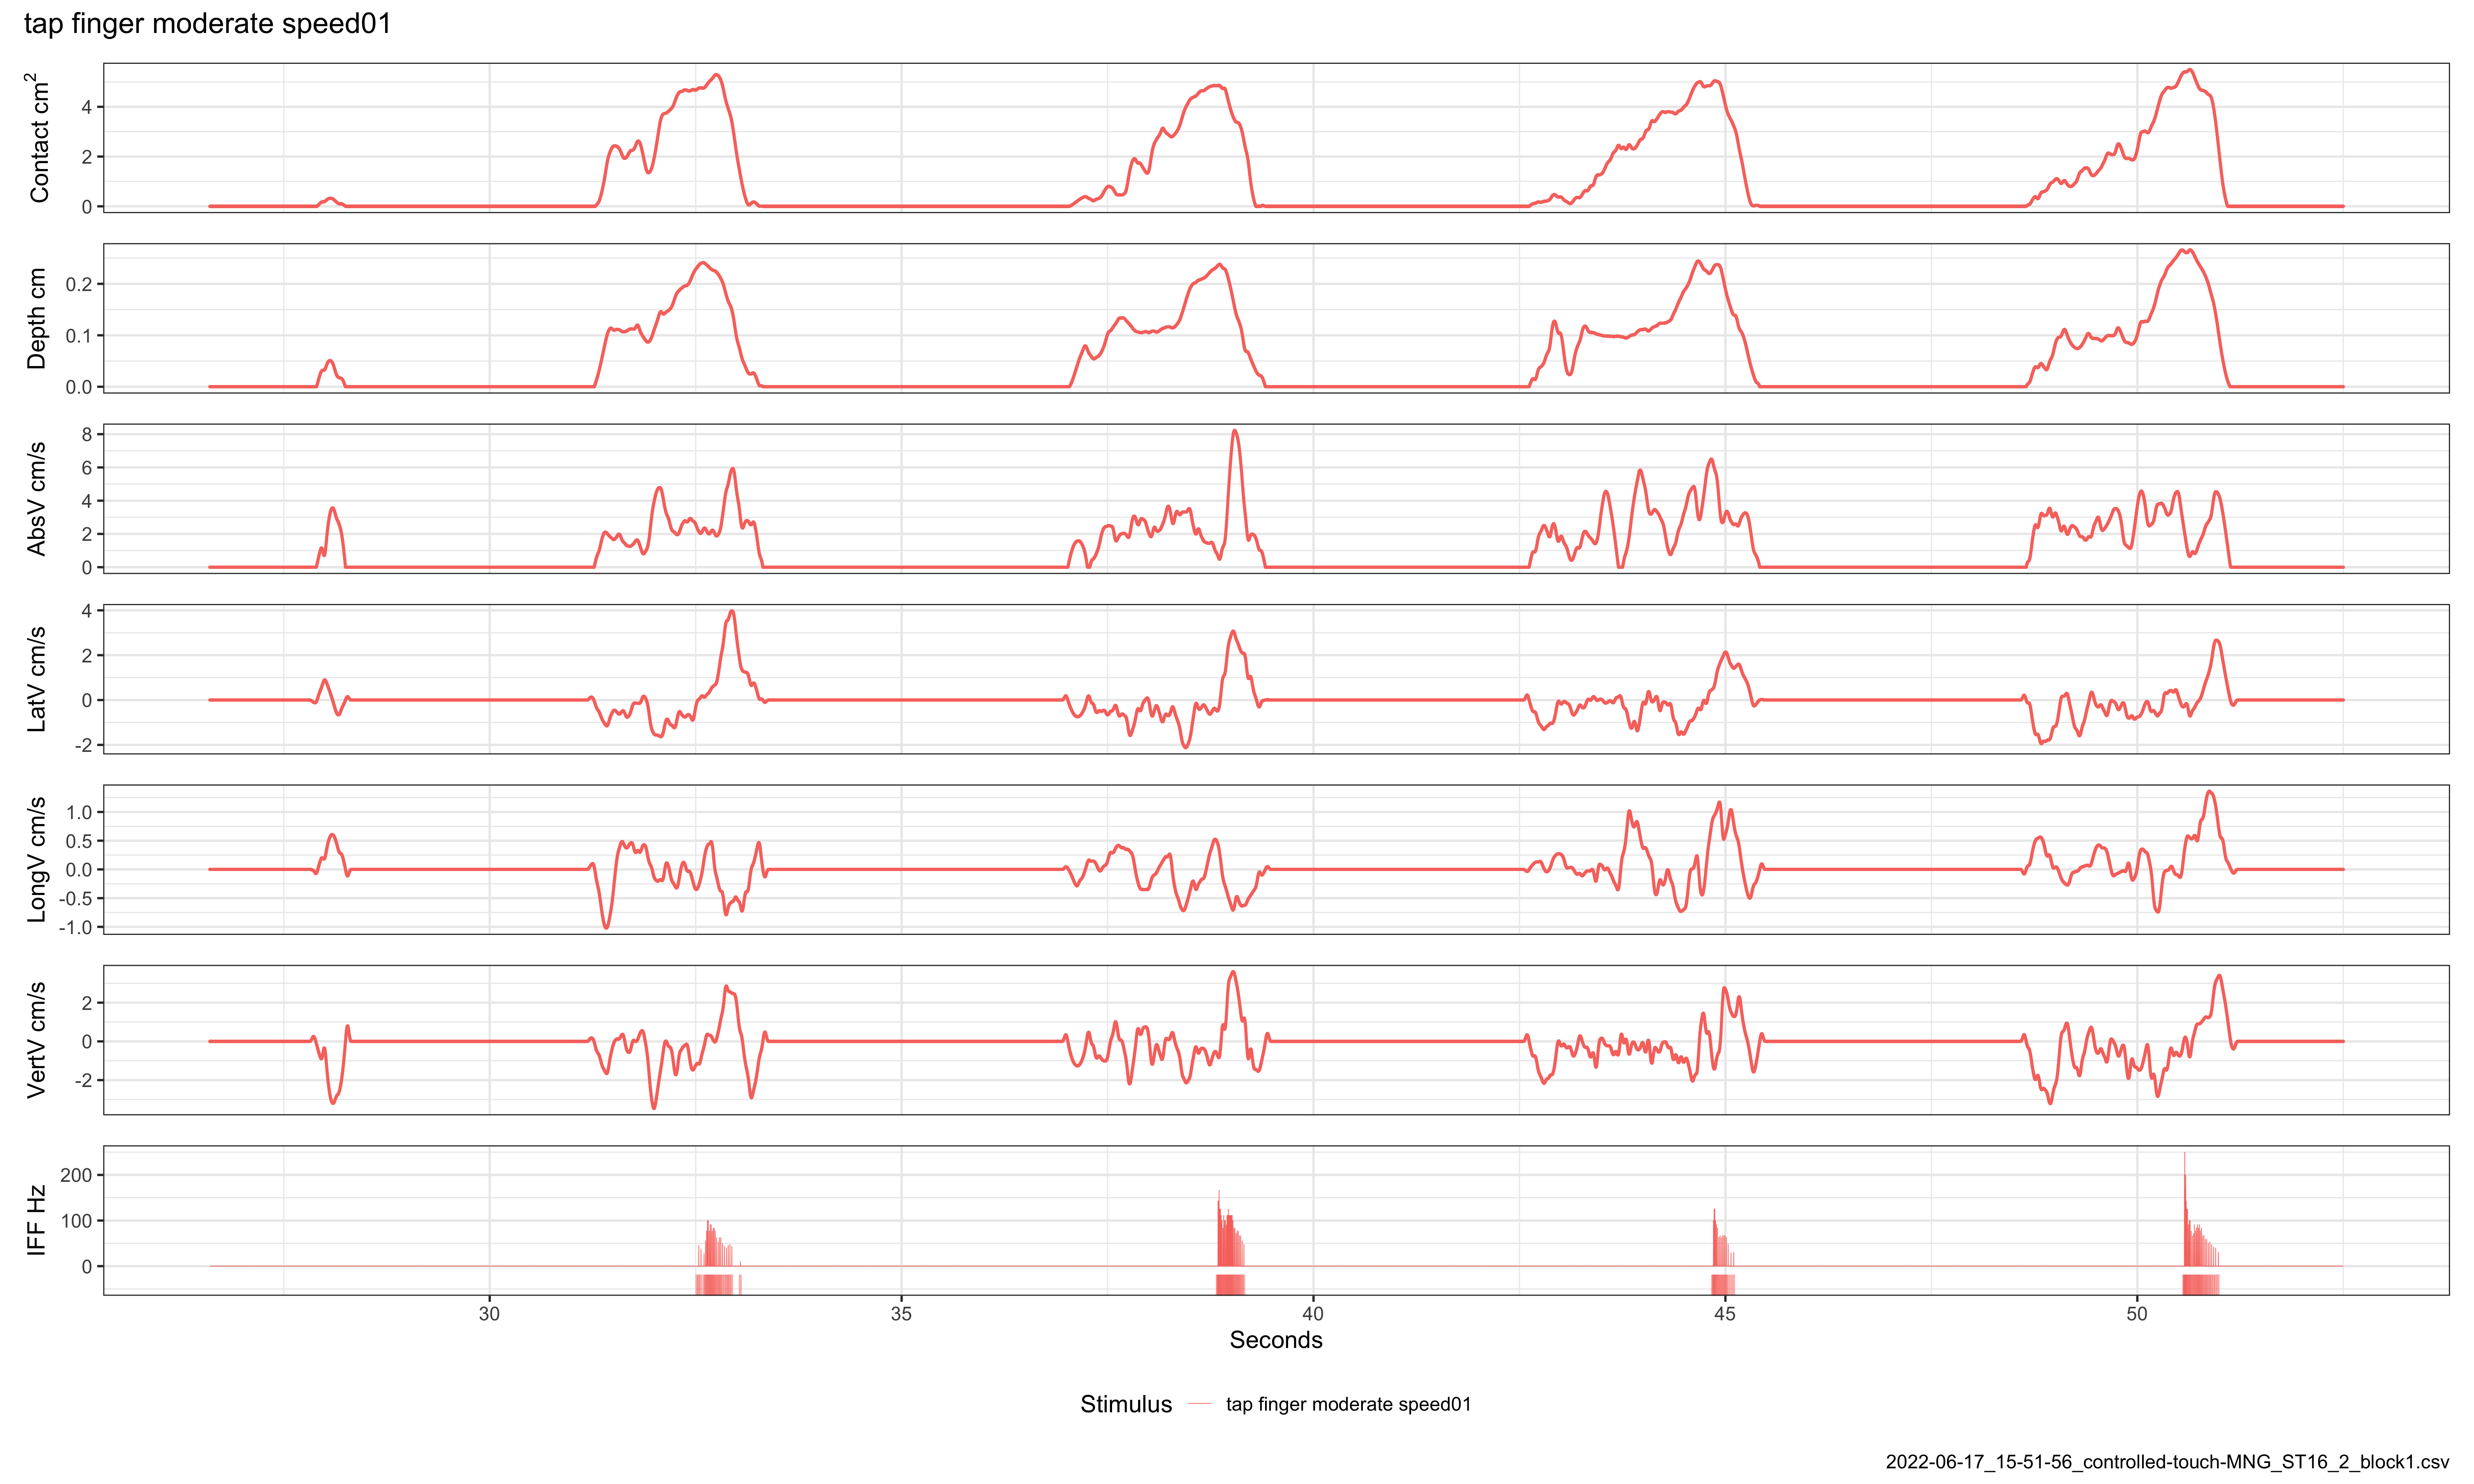 tap finger moderate speed01
Contact cm²
4
2
0
Depth cm
0.2
0.1
0.0
AbsV cm/s
8
6
4
2
0
LatV cm/s
4
2
0
-2
LongV cm/s
1.0
0.5
0.0
-0.5
-1.0
VertV cm/s
2
0
-2
IFF Hz
200
100
0
30 35 40 45 50
Seconds
Stimulus tap finger moderate speed01
2022-06-17_15-51-56_controlled-touch-MNG_ST16_2_block1.csv